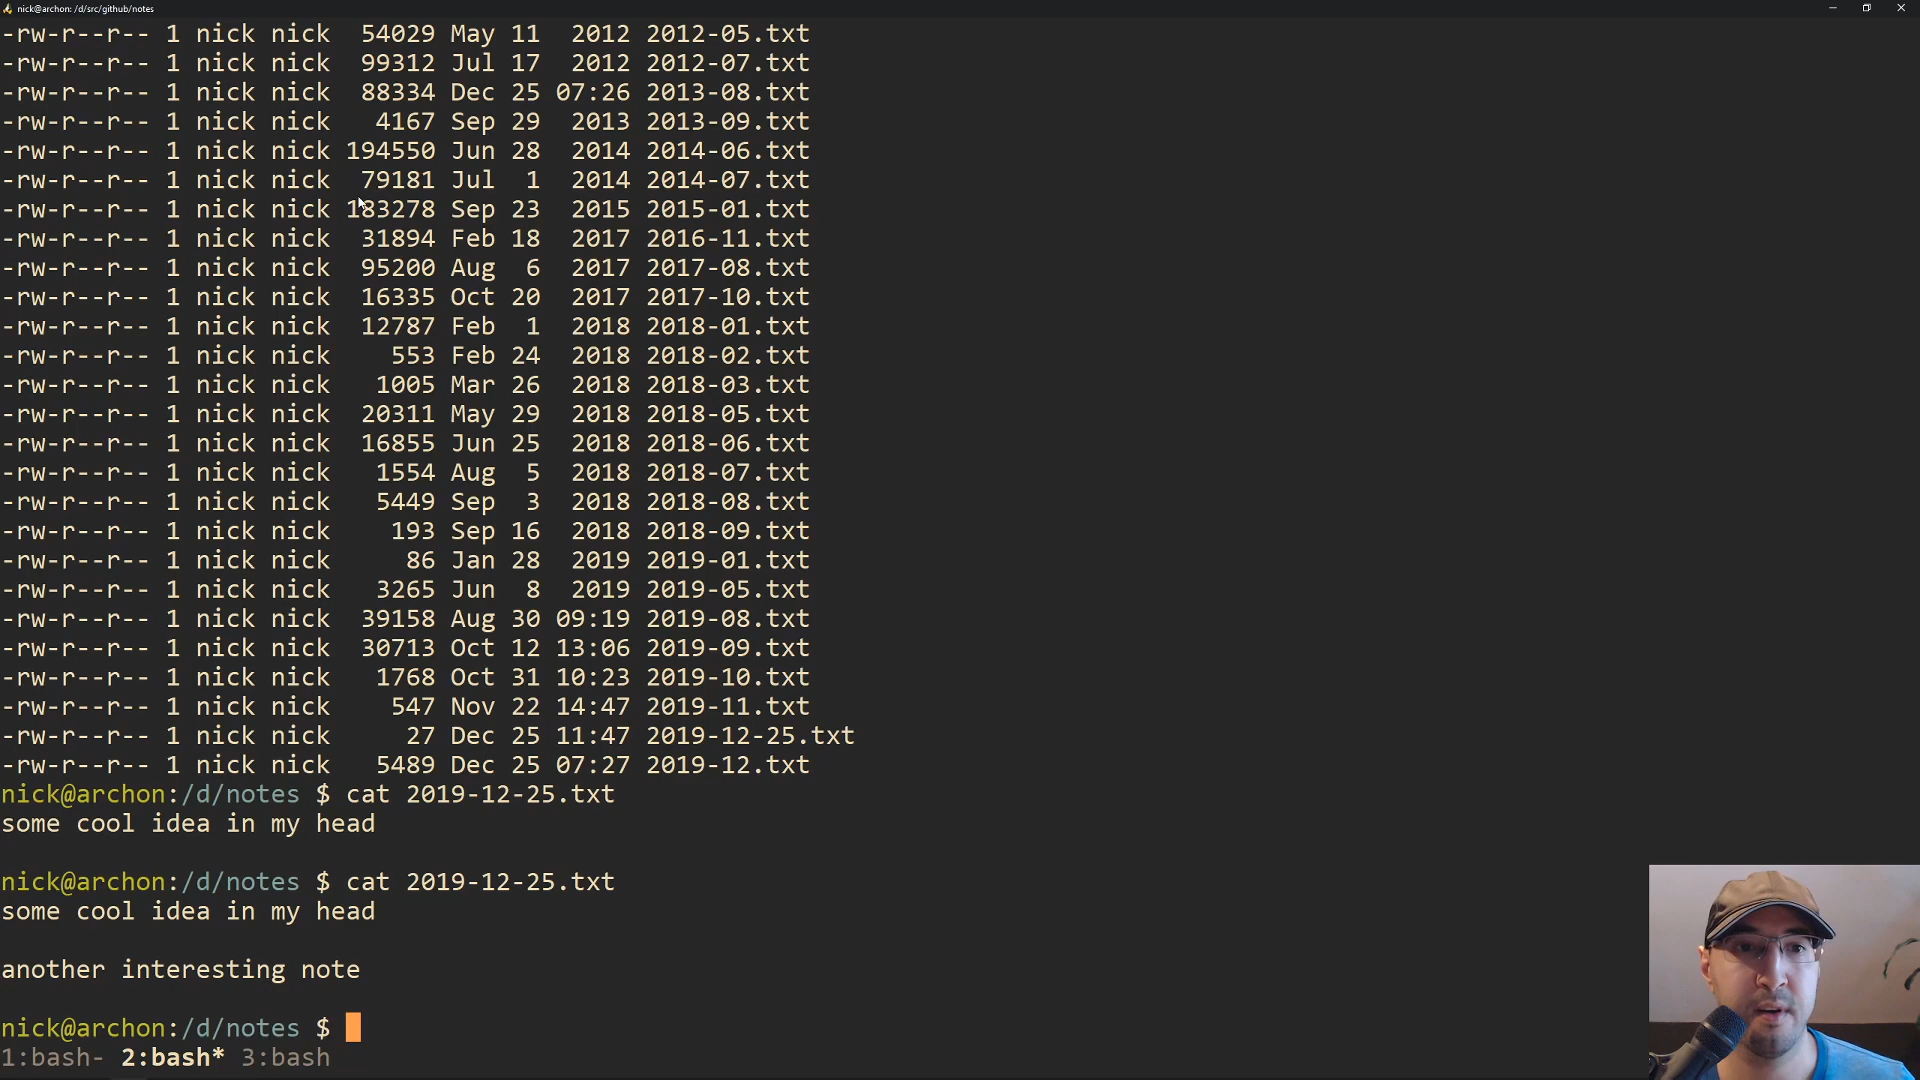 nick@archon: /d/src/github/notes
-rw-r--r-- 1 nick nick  54029 May 11  2012 2012-05.txt
-rw-r--r-- 1 nick nick  99312 Jul 17  2012 2012-07.txt
-rw-r--r-- 1 nick nick  88334 Dec 25 07:26 2013-08.txt
-rw-r--r-- 1 nick nick   4167 Sep 29  2013 2013-09.txt
-rw-r--r-- 1 nick nick 194550 Jun 28  2014 2014-06.txt
-rw-r--r-- 1 nick nick  79181 Jul  1  2014 2014-07.txt
-rw-r--r-- 1 nick nick 183278 Sep 23  2015 2015-01.txt
-rw-r--r-- 1 nick nick  31894 Feb 18  2017 2016-11.txt
-rw-r--r-- 1 nick nick  95200 Aug  6  2017 2017-08.txt
-rw-r--r-- 1 nick nick  16335 Oct 20  2017 2017-10.txt
-rw-r--r-- 1 nick nick  12787 Feb  1  2018 2018-01.txt
-rw-r--r-- 1 nick nick    553 Feb 24  2018 2018-02.txt
-rw-r--r-- 1 nick nick   1005 Mar 26  2018 2018-03.txt
-rw-r--r-- 1 nick nick  20311 May 29  2018 2018-05.txt
-rw-r--r-- 1 nick nick  16855 Jun 25  2018 2018-06.txt
-rw-r--r-- 1 nick nick   1554 Aug  5  2018 2018-07.txt
-rw-r--r-- 1 nick nick   5449 Sep  3  2018 2018-08.txt
-rw-r--r-- 1 nick nick    193 Sep 16  2018 2018-09.txt
-rw-r--r-- 1 nick nick     86 Jan 28  2019 2019-01.txt
-rw-r--r-- 1 nick nick   3265 Jun  8  2019 2019-05.txt
-rw-r--r-- 1 nick nick  39158 Aug 30 09:19 2019-08.txt
-rw-r--r-- 1 nick nick  30713 Oct 12 13:06 2019-09.txt
-rw-r--r-- 1 nick nick   1768 Oct 31 10:23 2019-10.txt
-rw-r--r-- 1 nick nick    547 Nov 22 14:47 2019-11.txt
-rw-r--r-- 1 nick nick     27 Dec 25 11:47 2019-12-25.txt
-rw-r--r-- 1 nick nick   5489 Dec 25 07:27 2019-12.txt
nick@archon:/d/notes $ cat 2019-12-25.txt
some cool idea in my head
nick@archon:/d/notes $ cat 2019-12-25.txt
some cool idea in my head
another interesting note
nick@archon:/d/notes $
1:bash- 2:bash* 3:bash